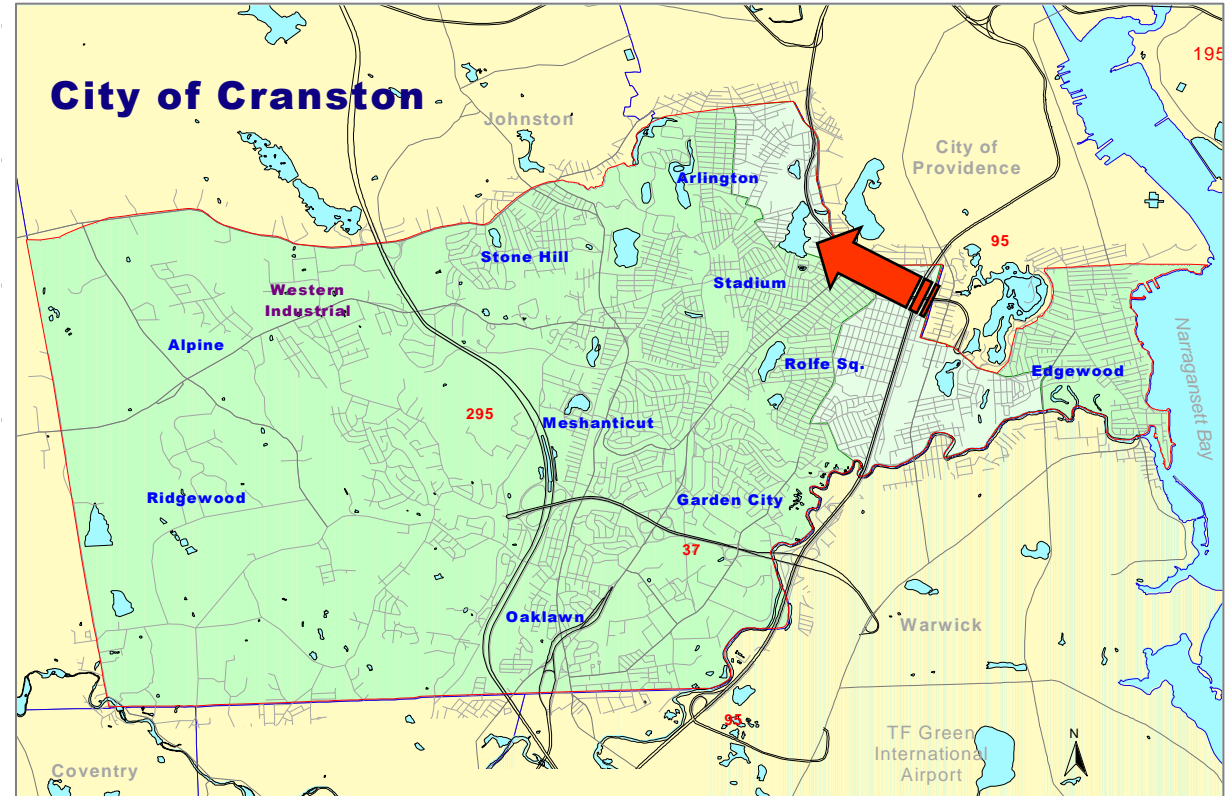 195
City of Cranston
Johnston
City of
Providence
Arlington
95
Stone Hill
Stadium
Western
Industrial
Narragansett Bay
Alpine
Rolfe Sq.
Edgewood
295
Meshanticut
Ridgewood
Garden City
37
Oaklawn
Warwick
95
TF Green
International
Airport
N
Coventry